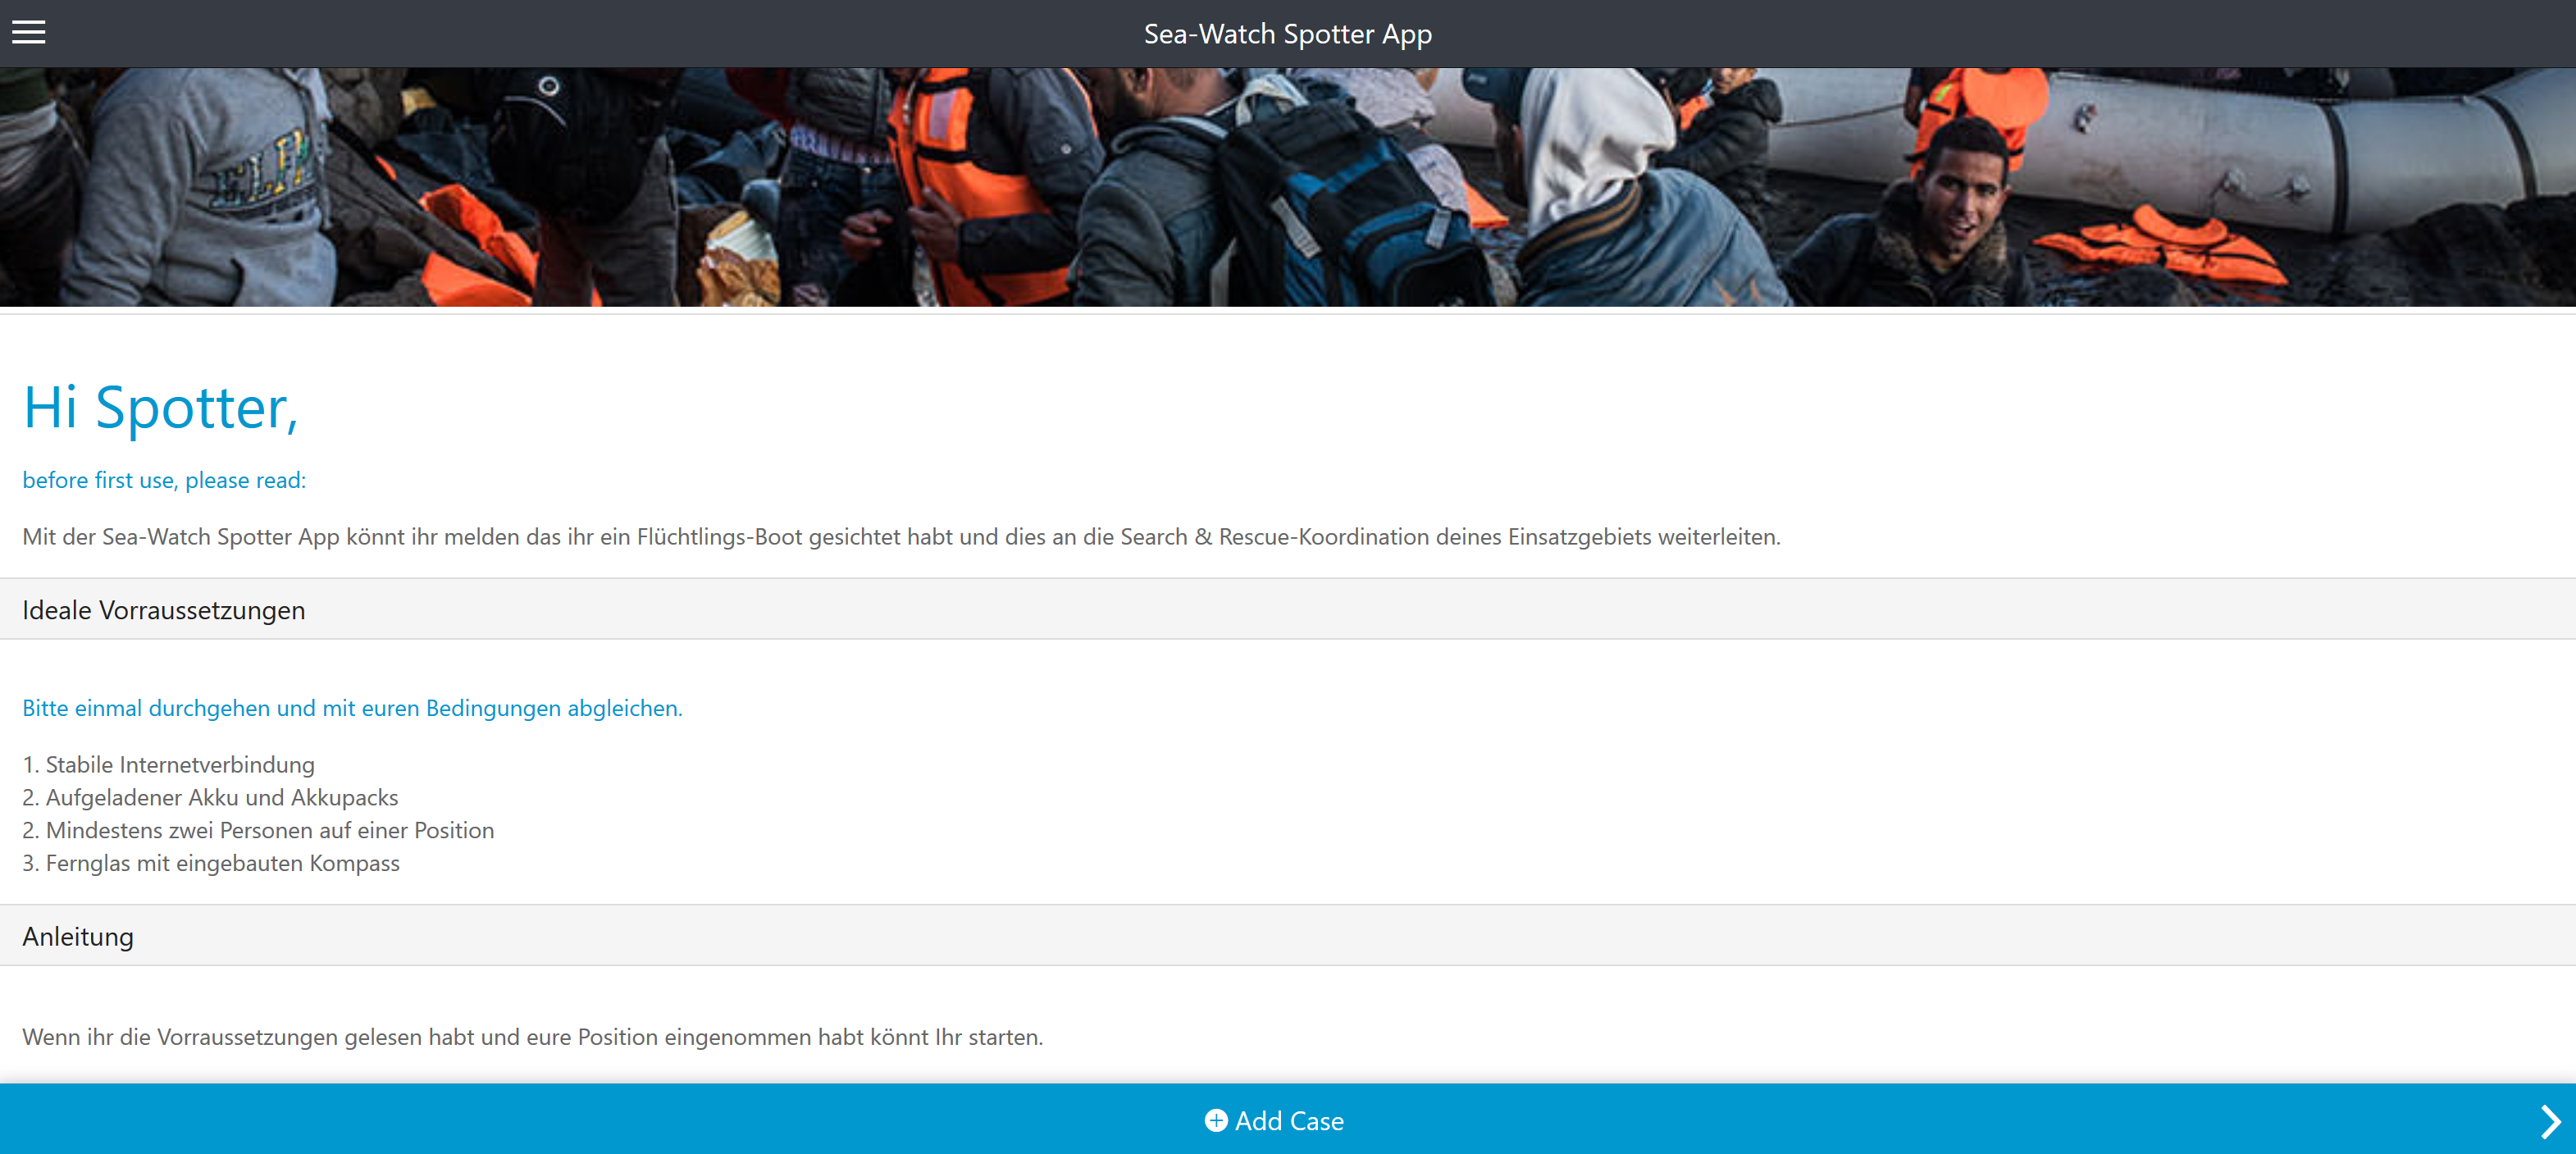 Sea-Watch Spotter App
Hi Spotter,
before first use, please read:
Mit der Sea-Watch Spotter App könnt ihr melden das ihr ein Flüchtlings-Boot gesichtet habt und dies an die Search & Rescue-Koordination deines Einsatzgebiets weiterleiten.
Ideale Vorraussetzungen
Bitte einmal durchgehen und mit euren Bedingungen abgleichen.
1. Stabile Internetverbindung
2. Aufgeladener Akku und Akkupacks
2. Mindestens zwei Personen auf einer Position
3. Fernglas mit eingebauten Kompass
Anleitung
Wenn ihr die Vorraussetzungen gelesen habt und eure Position eingenommen habt könnt Ihr starten.
Add Case